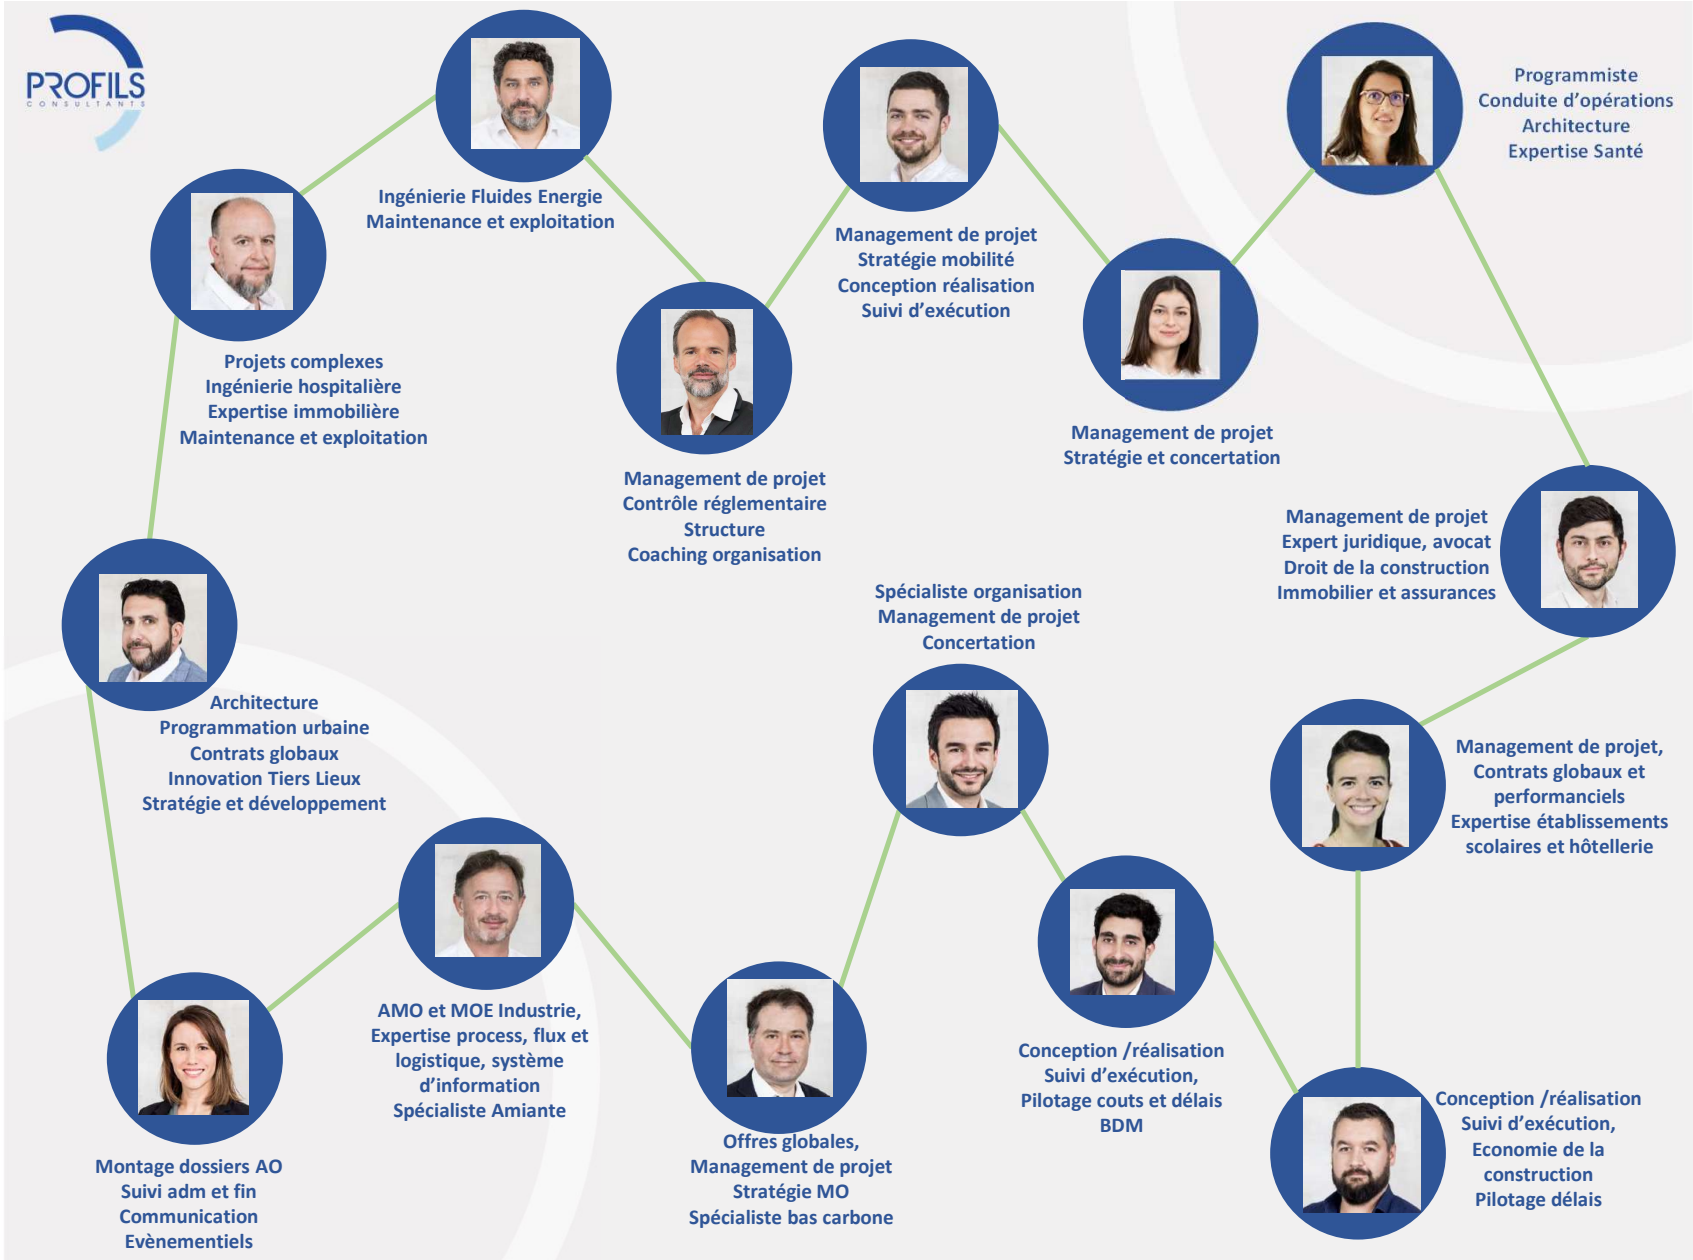 PROFILS
CONSULTANTS
Ingénierie Fluides Energie
Maintenance et exploitation
Programmiste
Conduite d'opérations
Architecture
Expertise Santé
Management de projet
Stratégie mobilité
Conception réalisation
Suivi d'exécution
Projets complexes
Ingénierie hospitalière
Expertise immobilière
Maintenance et exploitation
Management de projet
Contrôle réglementaire
Structure
Coaching organisation
Management de projet
Stratégie et concertation
Management de projet
Expert juridique, avocat
Droit de la construction
Immobilier et assurances
Spécialiste organisation
Management de projet
Concertation
Architecture
Programmation urbaine
Contrats globaux
Innovation Tiers Lieux
Stratégie et développement
Management de projet,
Contrats globaux et
performanciels
Expertise établissements
scolaires et hôtellerie
AMO et MOE Industrie,
Expertise process, flux et
logistique, système
d'information
Spécialiste Amiante
Conception /réalisation
Suivi d'exécution,
Pilotage couts et délais
BDM
Conception /réalisation
Suivi d'exécution,
Economie de la
construction
Pilotage délais
Offres globales,
Management de projet
Stratégie MO
Spécialiste bas carbone
Montage dossiers AO
Suivi adm et fin
Communication
Evènementiels